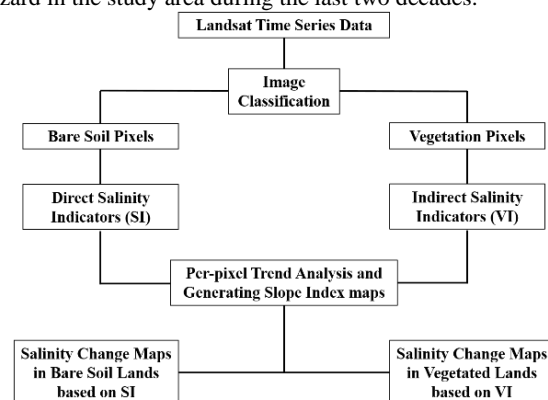 zard in the study area during the last two decades.
Landsat Time Series Data
Image
Classification
Bare Soil Pixels
Vegetation Pixels
Direct Salinity
Indicators (SI)
Indirect Salinity
Indicators (VI)
Per-pixel Trend Analysis and
Generating Slope Index maps
Salinity Change Maps
in Bare Soil Lands
based on SI
Salinity Change Maps
in Vegetated Lands
based on VI